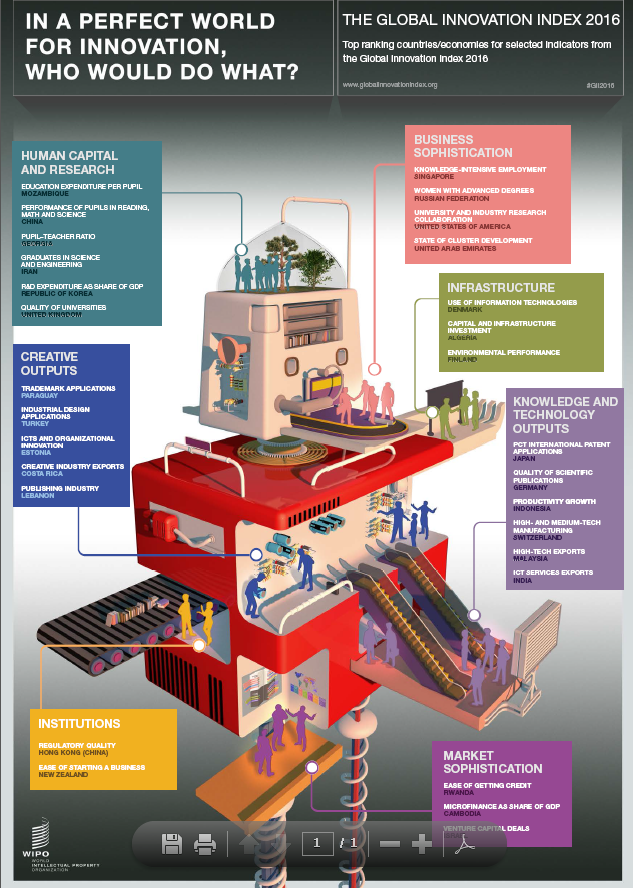 IN A PERFECT WORLD
FOR INNOVATION,
WHO WOULD DO WHAT?
THE GLOBAL INNOVATION INDEX 2016
Top ranking countries/economies for selected indicators from
the Global Innovation Index 2016
www.globalinnovationindex.org
#GII2016
HUMAN CAPITAL
AND RESEARCH
EDUCATION EXPENDITURE PER PUPIL
MOZAMBIQUE
PERFORMANCE OF PUPILS IN READING,
MATH AND SCIENCE
CHINA
PUPIL–TEACHER RATIO
GEORGIA
GRADUATES IN SCIENCE
AND ENGINEERING
IRAN
R&D EXPENDITURE AS SHARE OF GDP
REPUBLIC OF KOREA
QUALITY OF UNIVERSITIES
UNITED KINGDOM
BUSINESS
SOPHISTICATION
KNOWLEDGE-INTENSIVE EMPLOYMENT
SINGAPORE
WOMEN WITH ADVANCED DEGREES
RUSSIAN FEDERATION
UNIVERSITY AND INDUSTRY RESEARCH
COLLABORATION
UNITED STATES OF AMERICA
STATE OF CLUSTER DEVELOPMENT
UNITED ARAB EMIRATES
INFRASTRUCTURE
USE OF INFORMATION TECHNOLOGIES
DENMARK
CAPITAL AND INFRASTRUCTURE
INVESTMENT
ALGERIA
ENVIRONMENTAL PERFORMANCE
FINLAND
CREATIVE
OUTPUTS
TRADEMARK APPLICATIONS
PARAGUAY
INDUSTRIAL DESIGN
APPLICATIONS
TURKEY
ICTS AND ORGANIZATIONAL
INNOVATION
ESTONIA
CREATIVE INDUSTRY EXPORTS
COSTA RICA
PUBLISHING INDUSTRY
LEBANON
KNOWLEDGE AND
TECHNOLOGY
OUTPUTS
PCT INTERNATIONAL PATENT
APPLICATIONS
JAPAN
QUALITY OF SCIENTIFIC
PUBLICATIONS
GERMANY
PRODUCTIVITY GROWTH
INDONESIA
HIGH- AND MEDIUM-TECH
MANUFACTURING
SWITZERLAND
HIGH-TECH EXPORTS
MALAYSIA
ICT SERVICES EXPORTS
INDIA
INSTITUTIONS
REGULATORY QUALITY
HONG KONG (CHINA)
EASE OF STARTING A BUSINESS
NEW ZEALAND
MARKET
SOPHISTICATION
EASE OF GETTING CREDIT
RWANDA
MICROFINANCE AS SHARE OF GDP
CAMBODIA
VENTURE CAPITAL DEALS
1 / 1
WIPO
WORLD
INTELLECTUAL PROPERTY
ORGANIZATION